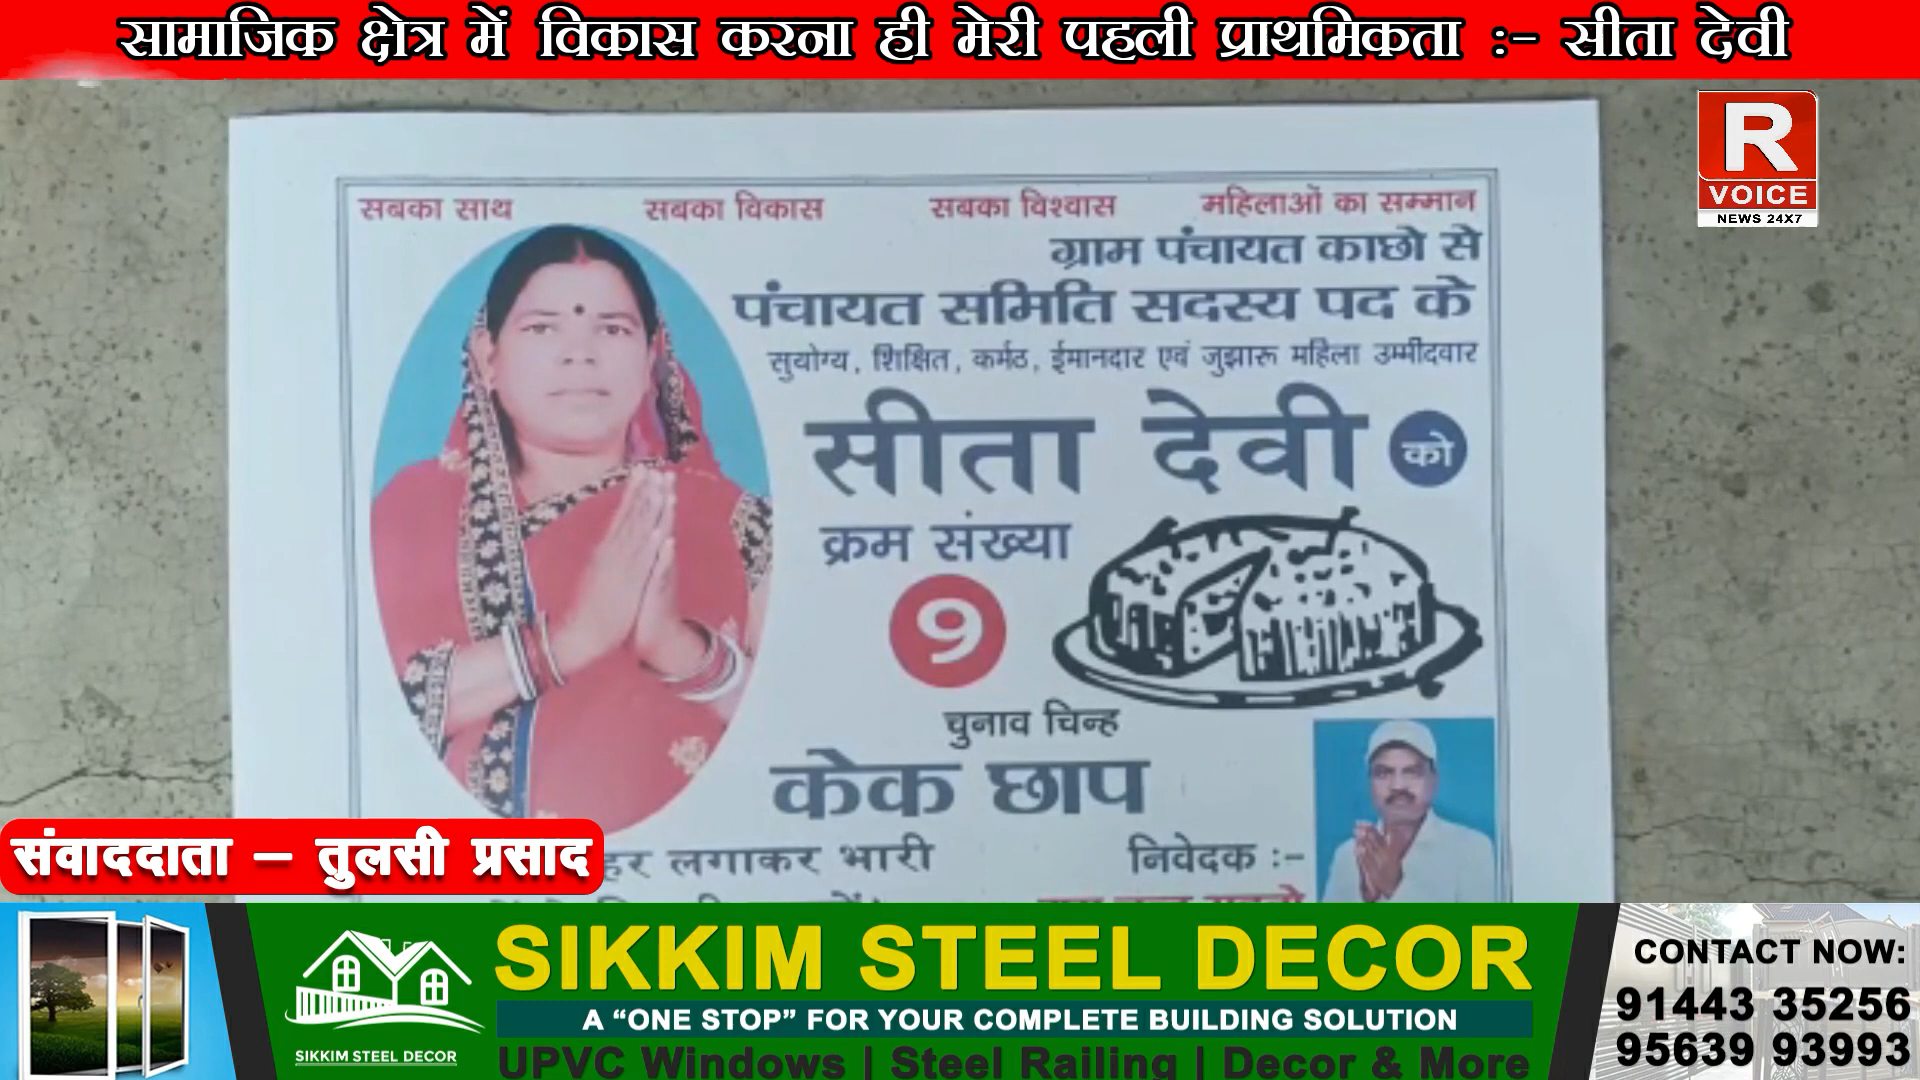 सामाजिक क्षेत्र में विकास करना ही मेरी पहली प्राथमिकता :- सीता देवी
R
VOICE
NEWS 24X7
सबका साथ सबका विकास सबका विश्वास महिलाओं का सम्मान
ग्राम पंचायत काछो से
पंचायत समिति सदस्य पद के
सुयोग्य, शिक्षित, कर्मठ, ईमानदार एवं जुझारू महिला उम्मीदवार
सीता देवी को
क्रम संख्या
9
चुनाव चिन्ह
केक छाप
लगाकर भारी
निवेदक :-
संवाददाता – तुलसी प्रसाद
SIKKIM STEEL DECOR
SIKKIM STEEL DECOR
A “ONE STOP” FOR YOUR COMPLETE BUILDING SOLUTION
UPVC Windows | Steel Railing | Decor & More
CONTACT NOW:
91443 35256
95639 93993